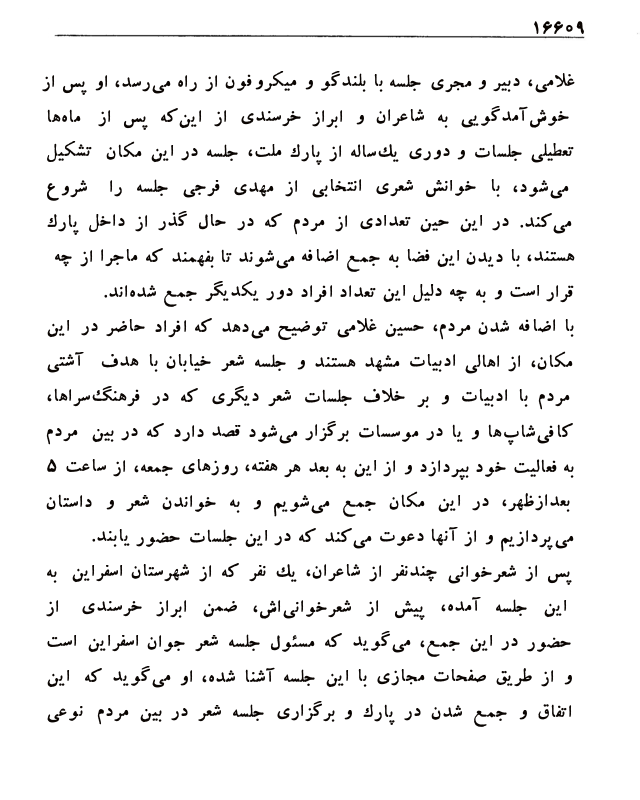 ۱۶۶۰۹
غلامی، دبیر و مجری جلسه با بلندگو و میکروفون از راه می‌رسد، او پس از
خوش‌آمدگویی به شاعران و ابراز خرسندی از این‌که پس از ماه‌ها
تعطیلی جلسات و دوری یك‌ساله از پارك ملت، جلسه در این مکان تشکیل
می‌شود، با خوانش شعری انتخابی از مهدی فرجی جلسه را شروع
می‌کند. در این حین تعدادی از مردم که در حال گذر از داخل پارك
هستند، با دیدن این فضا به جمع اضافه می‌شوند تا بفهمند که ماجرا از چه
قرار است و به چه دلیل این تعداد افراد دور یکدیگر جمع شده‌اند.
با اضافه شدن مردم، حسین غلامی توضیح می‌دهد که افراد حاضر در این
مکان، از اهالی ادبیات مشهد هستند و جلسه شعر خیابان با هدف آشتی
مردم با ادبیات و بر خلاف جلسات شعر دیگری که در فرهنگ‌سراها،
کافی‌شاپ‌ها و یا در موسسات برگزار می‌شود قصد دارد که در بین مردم
به فعالیت خود بپردازد و از این به بعد هر هفته، روزهای جمعه، از ساعت ۵
بعدازظهر، در این مکان جمع می‌شویم و به خواندن شعر و داستان
می‌پردازیم و از آنها دعوت می‌کند که در این جلسات حضور یابند.
پس از شعرخوانی چندنفر از شاعران، یك نفر که از شهرستان اسفراین به
این جلسه آمده، پیش از شعرخوانی‌اش، ضمن ابراز خرسندی از
حضور در این جمع، می‌گوید که مسئول جلسه شعر جوان اسفراین است
و از طریق صفحات مجازی با این جلسه آشنا شده، او می‌گوید که این
اتفاق و جمع شدن در پارك و برگزاری جلسه شعر در بین مردم نوعی